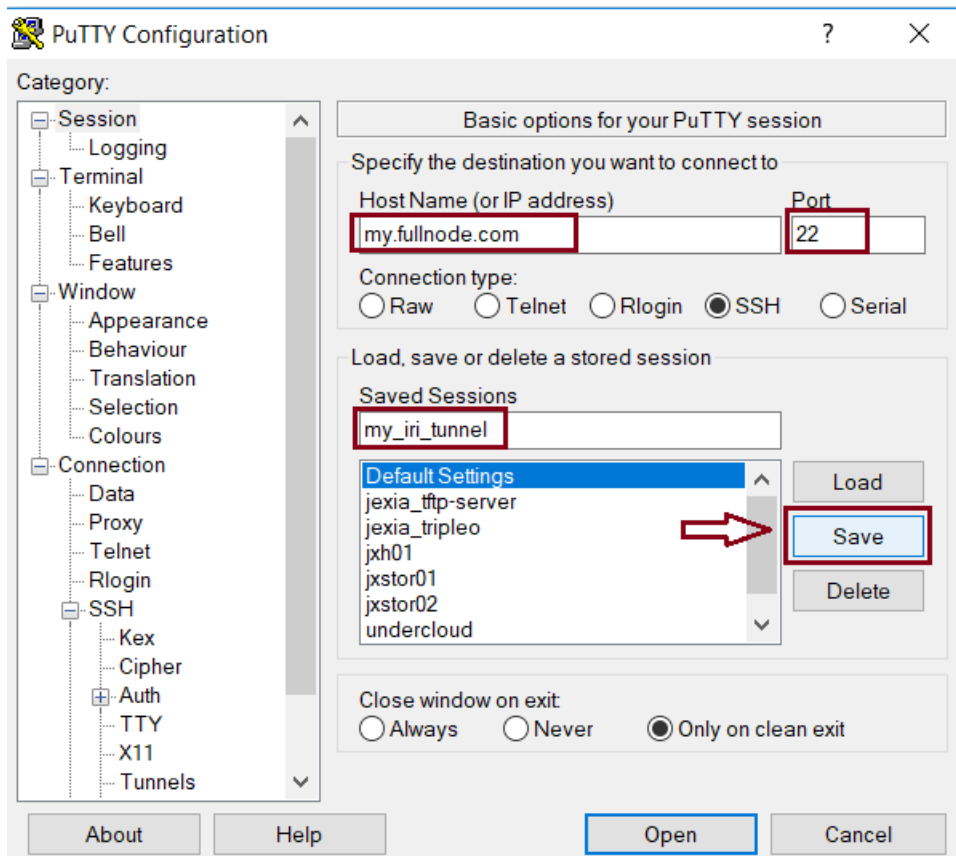 PuTTY Configuration
?
Category:
Session
Logging
Terminal
Keyboard
Bell
Features
Window
Appearance
Behaviour
Translation
Selection
Colours
Connection
Data
Proxy
Telnet
Rlogin
SSH
Kex
Cipher
Auth
TTY
X11
Tunnels
Basic options for your PuTTY session
Specify the destination you want to connect to
Host Name (or IP address) Port
my.fullnode.com 22
Connection type:
Raw Telnet Rlogin SSH Serial
Load, save or delete a stored session
Saved Sessions
my_iri_tunnel
Default Settings
jexia_tftp-server
jexia_tripleo
jxh01
jxstor01
jxstor02
undercloud
Load
Save
Delete
Close window on exit:
Always Never Only on clean exit
About Help Open Cancel